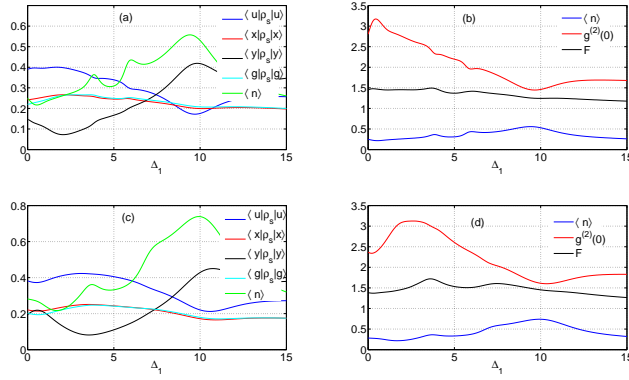 (a)
⟨ u|ρs|u⟩
⟨ x|ρs|x⟩
⟨ y|ρs|y⟩
⟨ g|ρs|g⟩
⟨ n⟩
0.6
0.5
0.4
0.3
0.2
0.1
0
0 5 10 15
Δ1
(b)
⟨ n⟩
g(2)(0)
F
3.5
3
2.5
2
1.5
1
0.5
0
0 5 10 15
Δ1
(c)
⟨ u|ρs|u⟩
⟨ x|ρs|x⟩
⟨ y|ρs|y⟩
⟨ g|ρs|g⟩
⟨ n⟩
0.8
0.6
0.4
0.2
0
0 5 10 15
Δ1
(d)
⟨ n⟩
g(2)(0)
F
3.5
3
2.5
2
1.5
1
0.5
0
0 5 10 15
Δ1